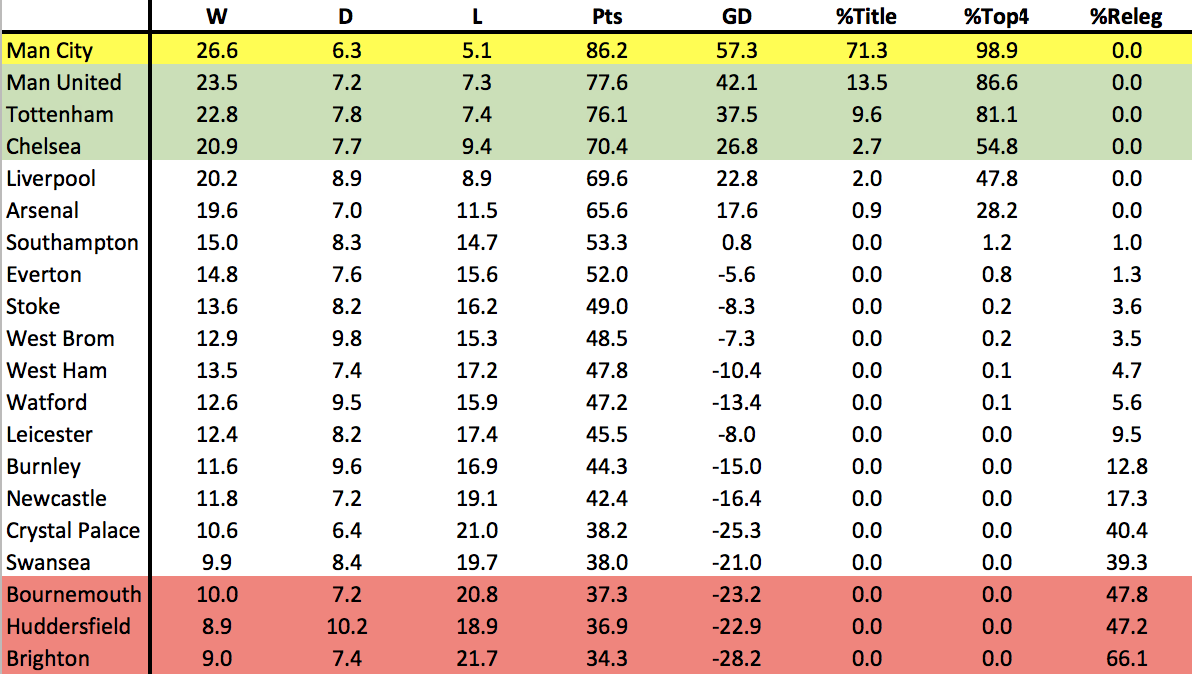 W D L Pts GD %Title %Top4 %Releg
Man City 26.6 6.3 5.1 86.2 57.3 71.3 98.9 0.0
Man United 23.5 7.2 7.3 77.6 42.1 13.5 86.6 0.0
Tottenham 22.8 7.8 7.4 76.1 37.5 9.6 81.1 0.0
Chelsea 20.9 7.7 9.4 70.4 26.8 2.7 54.8 0.0
Liverpool 20.2 8.9 8.9 69.6 22.8 2.0 47.8 0.0
Arsenal 19.6 7.0 11.5 65.6 17.6 0.9 28.2 0.0
Southampton 15.0 8.3 14.7 53.3 0.8 0.0 1.2 1.0
Everton 14.8 7.6 15.6 52.0 -5.6 0.0 0.8 1.3
Stoke 13.6 8.2 16.2 49.0 -8.3 0.0 0.2 3.6
West Brom 12.9 9.8 15.3 48.5 -7.3 0.0 0.2 3.5
West Ham 13.5 7.4 17.2 47.8 -10.4 0.0 0.1 4.7
Watford 12.6 9.5 15.9 47.2 -13.4 0.0 0.1 5.6
Leicester 12.4 8.2 17.4 45.5 -8.0 0.0 0.0 9.5
Burnley 11.6 9.6 16.9 44.3 -15.0 0.0 0.0 12.8
Newcastle 11.8 7.2 19.1 42.4 -16.4 0.0 0.0 17.3
Crystal Palace 10.6 6.4 21.0 38.2 -25.3 0.0 0.0 40.4
Swansea 9.9 8.4 19.7 38.0 -21.0 0.0 0.0 39.3
Bournemouth 10.0 7.2 20.8 37.3 -23.2 0.0 0.0 47.8
Huddersfield 8.9 10.2 18.9 36.9 -22.9 0.0 0.0 47.2
Brighton 9.0 7.4 21.7 34.3 -28.2 0.0 0.0 66.1